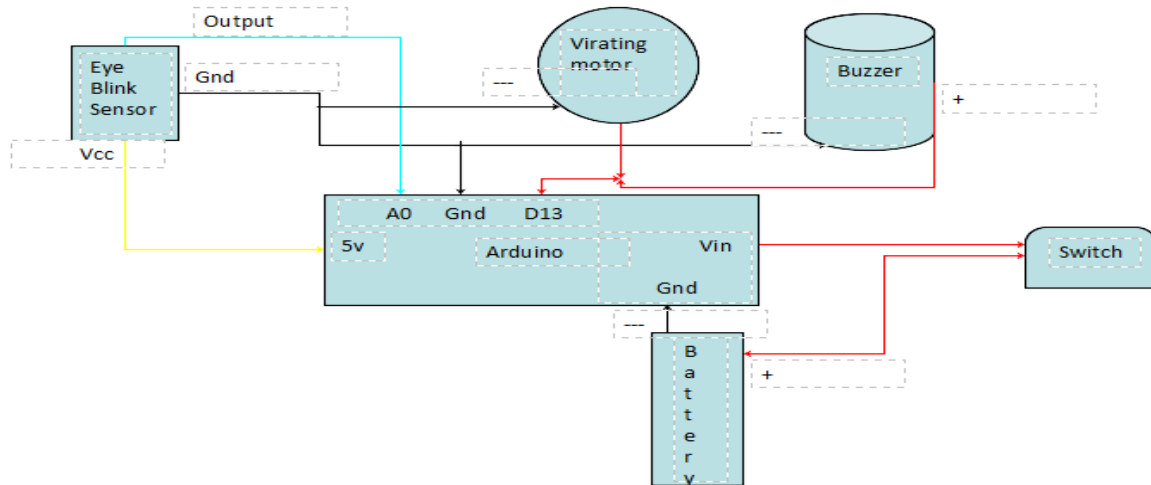 Output
Eye
Blink
Sensor
Gnd
Vcc
---
Virating
motor
Buzzer
+
---
A0 Gnd D13
5v
Arduino
Vin
Gnd
Switch
---
B
a
t
t
e
r
y
+